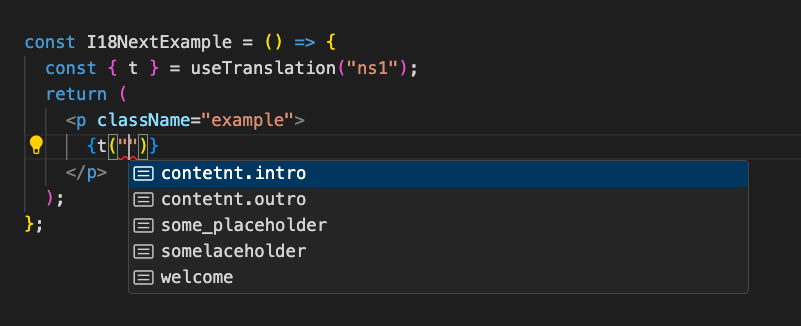 const I18NextExample = () => {
const { t } = useTranslation("ns1");
return (
<p className="example">
{t("")}
</p>
contetnt.intro
contetnt.outro
);
some_placeholder
};
somelaceholder
welcome